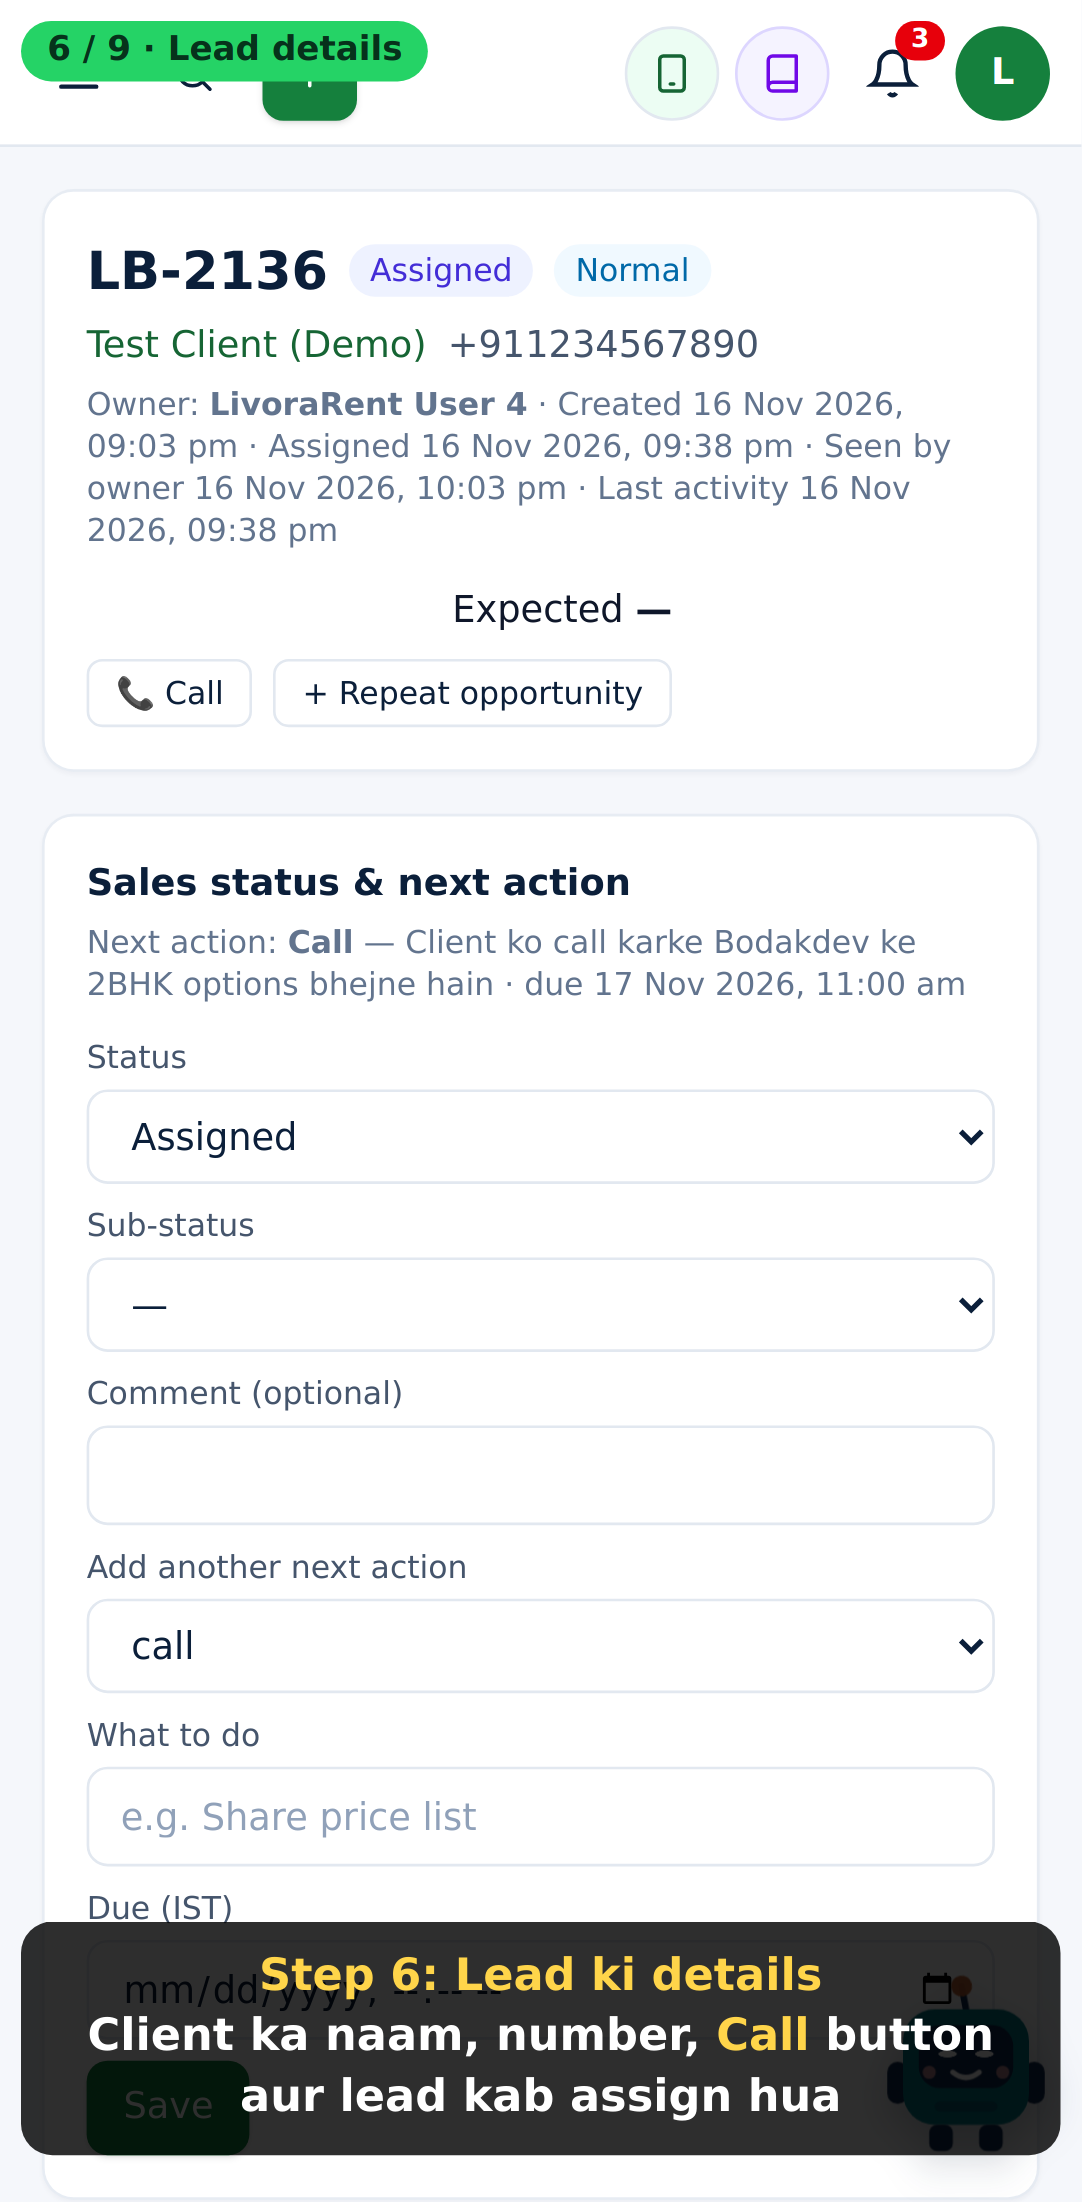 6 / 9 · Lead details
3
L
LB-2136 Assigned Normal
Test Client (Demo) +911234567890
Owner: LivoraRent User 4 · Created 16 Nov 2026,
09:03 pm · Assigned 16 Nov 2026, 09:38 pm · Seen by
owner 16 Nov 2026, 10:03 pm · Last activity 16 Nov
2026, 09:38 pm
Expected —
📞 Call
+ Repeat opportunity
Sales status & next action
Next action: Call — Client ko call karke Bodakdev ke
2BHK options bhejne hain · due 17 Nov 2026, 11:00 am
Status
Assigned
Sub-status
—
Comment (optional)
Add another next action
call
What to do
e.g. Share price list
Due (IST)
mm/dd/yyyy, --:-- --
Step 6: Lead ki details
Client ka naam, number, Call button
aur lead kab assign hua
Save